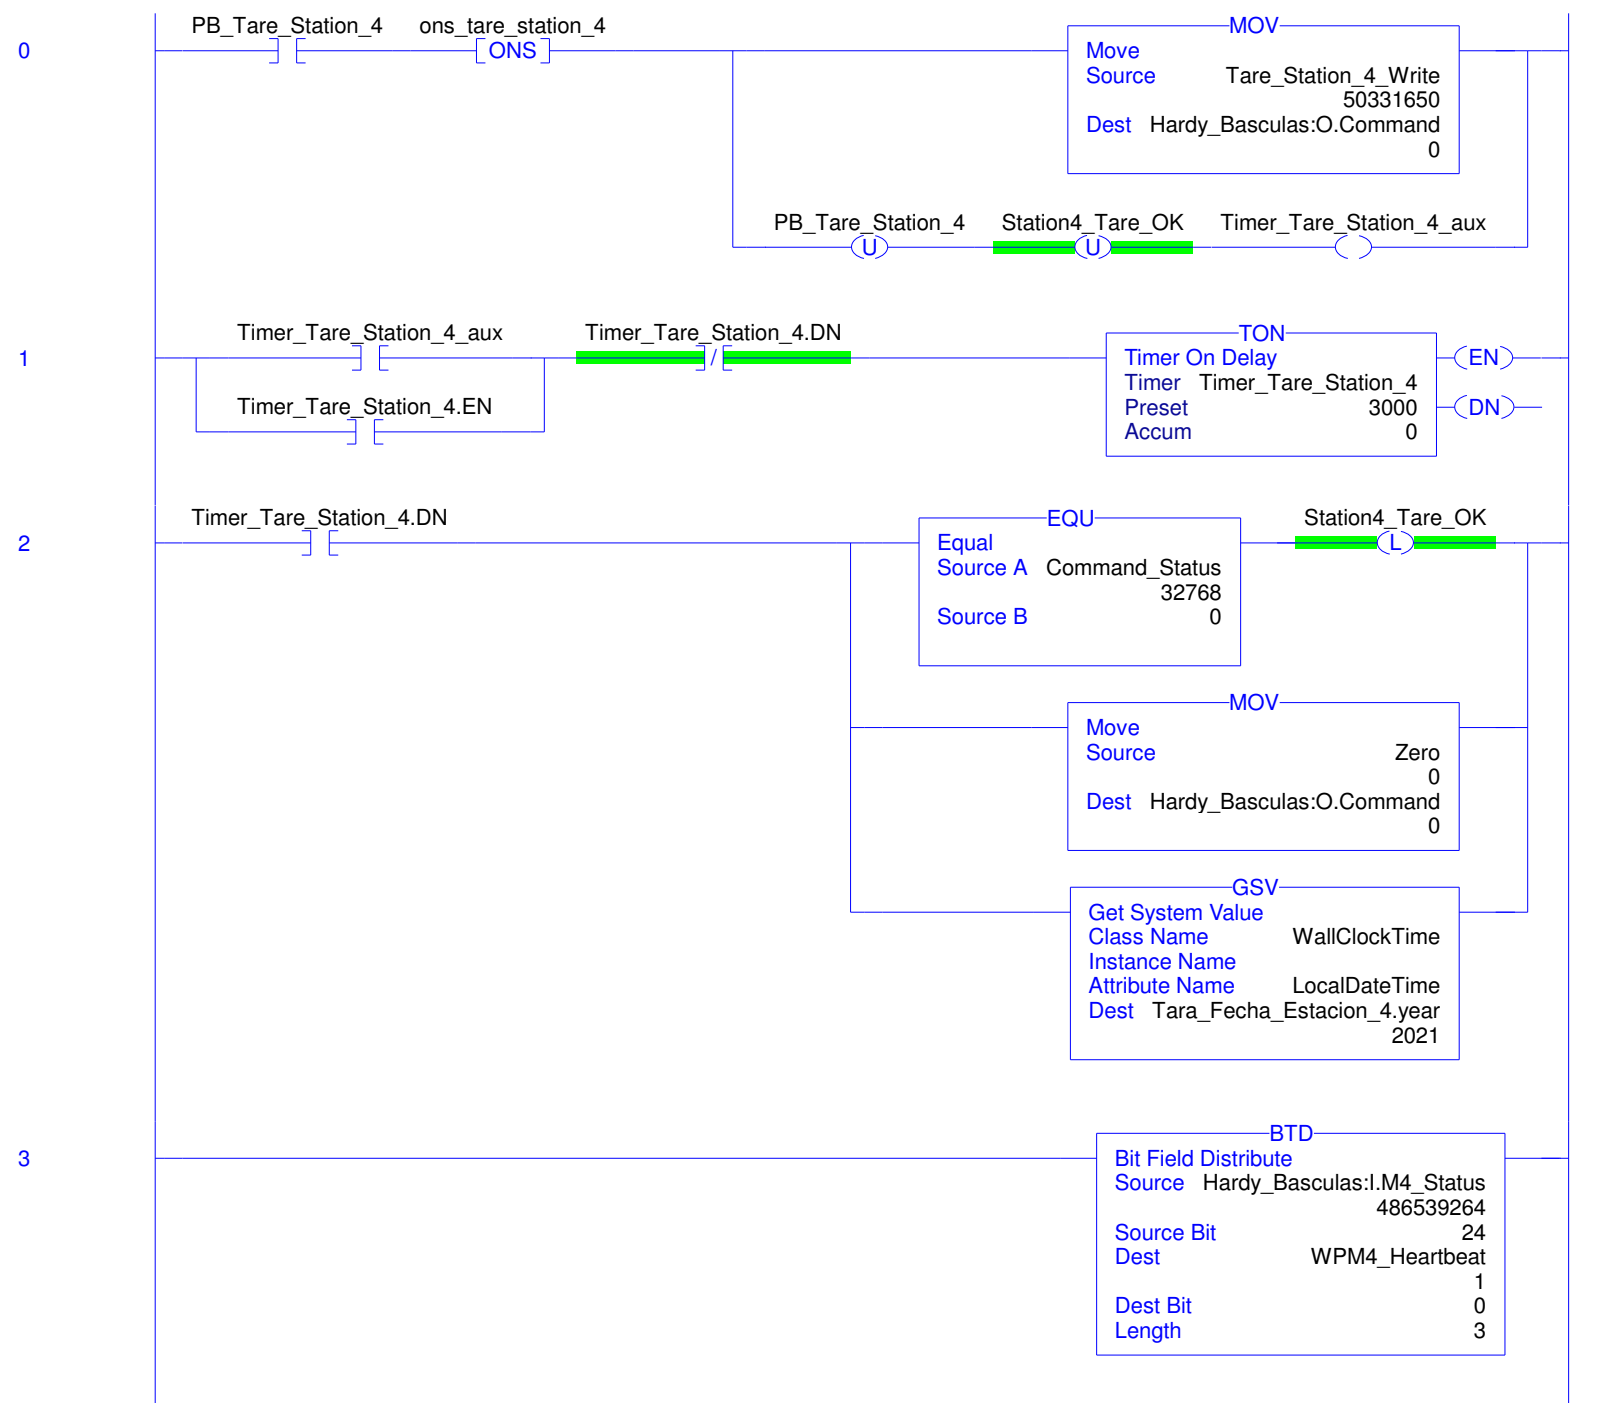 PB_Tare_Station_4 ons_tare_station_4
0
ONS
MOV
Move
Source Tare_Station_4_Write
50331650
Dest Hardy_Basculas:O.Command
0
PB_Tare_Station_4 Station4_Tare_OK Timer_Tare_Station_4_aux
U U
Timer_Tare_Station_4_aux Timer_Tare_Station_4.DN
1
/
TON
Timer On Delay
Timer Timer_Tare_Station_4
Preset 3000
Accum 0
EN
DN
Timer_Tare_Station_4.EN
Timer_Tare_Station_4.DN
2
EQU
Equal
Source A Command_Status
32768
Source B 0
Station4_Tare_OK
L
MOV
Move
Source Zero
0
Dest Hardy_Basculas:O.Command
0
GSV
Get System Value
Class Name WallClockTime
Instance Name
Attribute Name LocalDateTime
Dest Tara_Fecha_Estacion_4.year
2021
3
BTD
Bit Field Distribute
Source Hardy_Basculas:I.M4_Status
486539264
Source Bit 24
Dest WPM4_Heartbeat
1
Dest Bit 0
Length 3